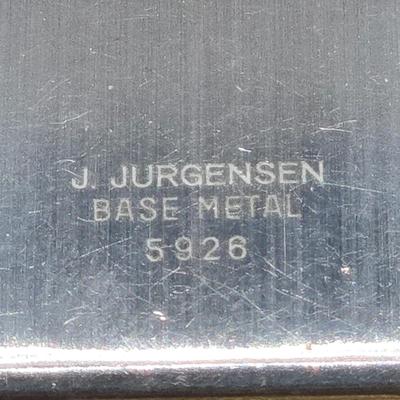 J. JURGENSEN
BASE METAL
5926